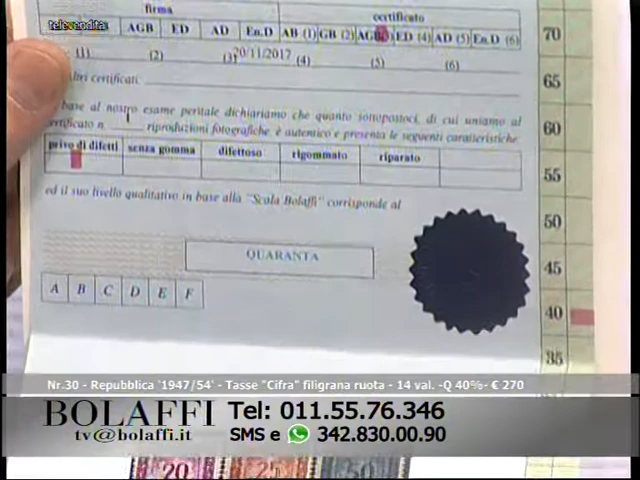 televendita
firma certificato
AGB ED AD En.D AB (1) GB (2) AGB ED (4) AD (5) En.D (6)
(1) (2) (3) 20/11/2017 (4) (5) (6)
altri certificati
base al nostro esame peritale dichiariamo che quanto sottopostoci, di cui uniamo al
certificato n. riproduzioni fotografiche, è autentico e presenta le seguenti caratteristiche
privo di difetti senza gomma difettoso rigommato riparato
ed il suo livello qualitativo in base alla "Scala Bolaffi" corrisponde al
QUARANTA
A B C D E F
70
65
60
55
50
45
40
35
Nr.30 - Repubblica '1947/54' - Tasse "Cifra" filigrana ruota - 14 val. -Q 40%- € 270
BOLAFFI
tv@bolaffi.it
Tel: 011.55.76.346
SMS e 342.830.00.90
20 25 50